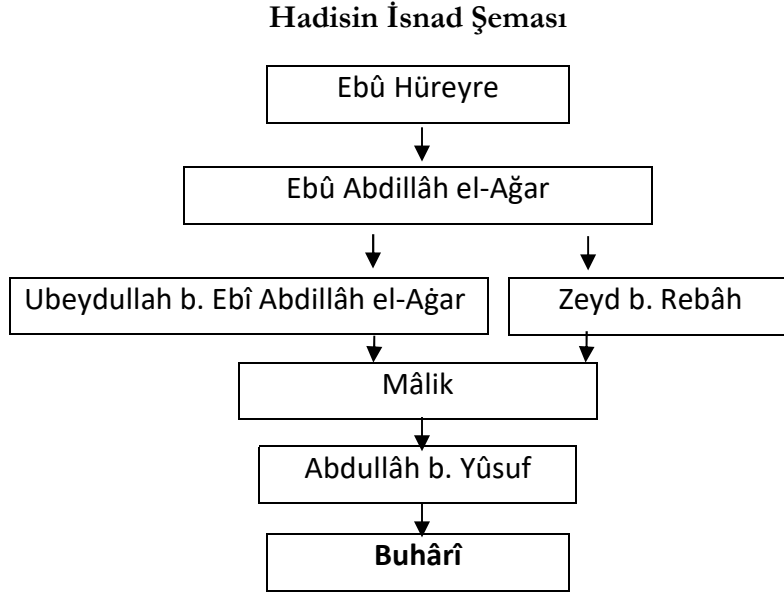 Hadisin İsnad Şeması
Ebû Hüreyre
Ebû Abdillâh el-Ağar
Ubeydullah b. Ebî Abdillâh el-Aġar
Zeyd b. Rebâh
Mâlik
Abdullâh b. Yûsuf
Buhârî